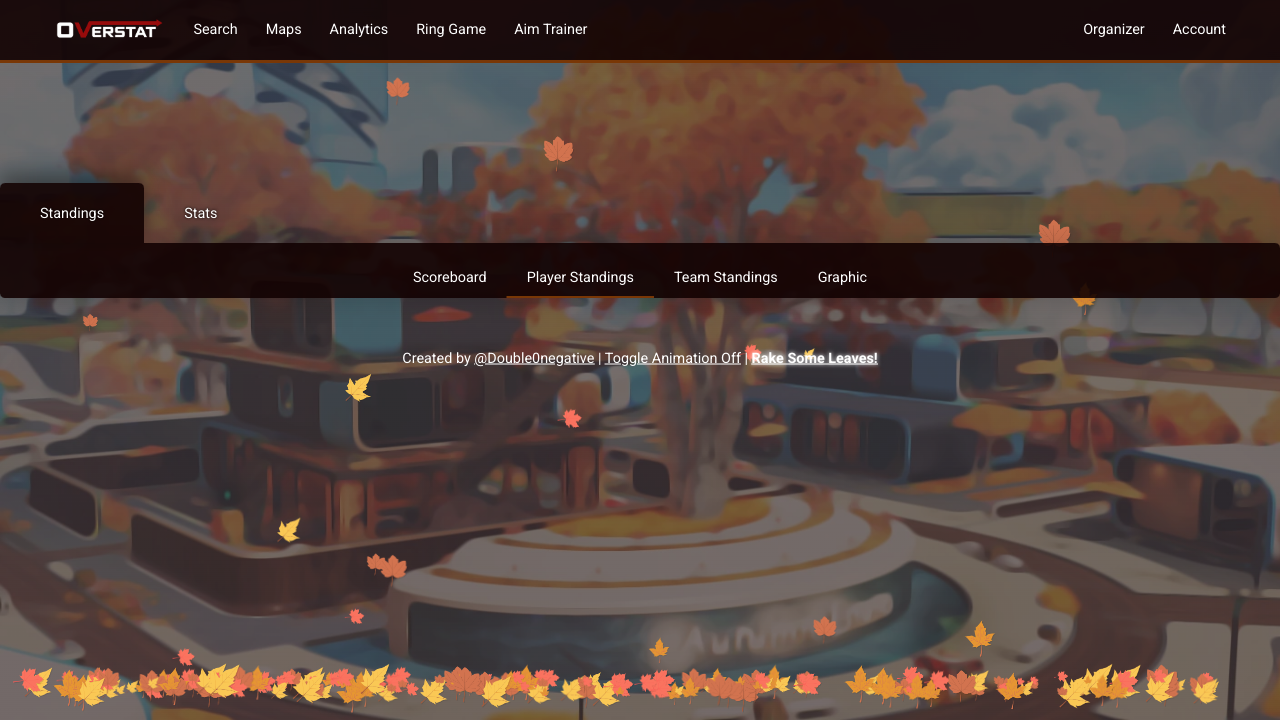 OVERSTAT Search Maps Analytics Ring Game Aim Trainer Organizer Account
Standings Stats
Scoreboard Player Standings Team Standings Graphic
Created by @Double0negative | Toggle Animation Off | Rake Some Leaves!